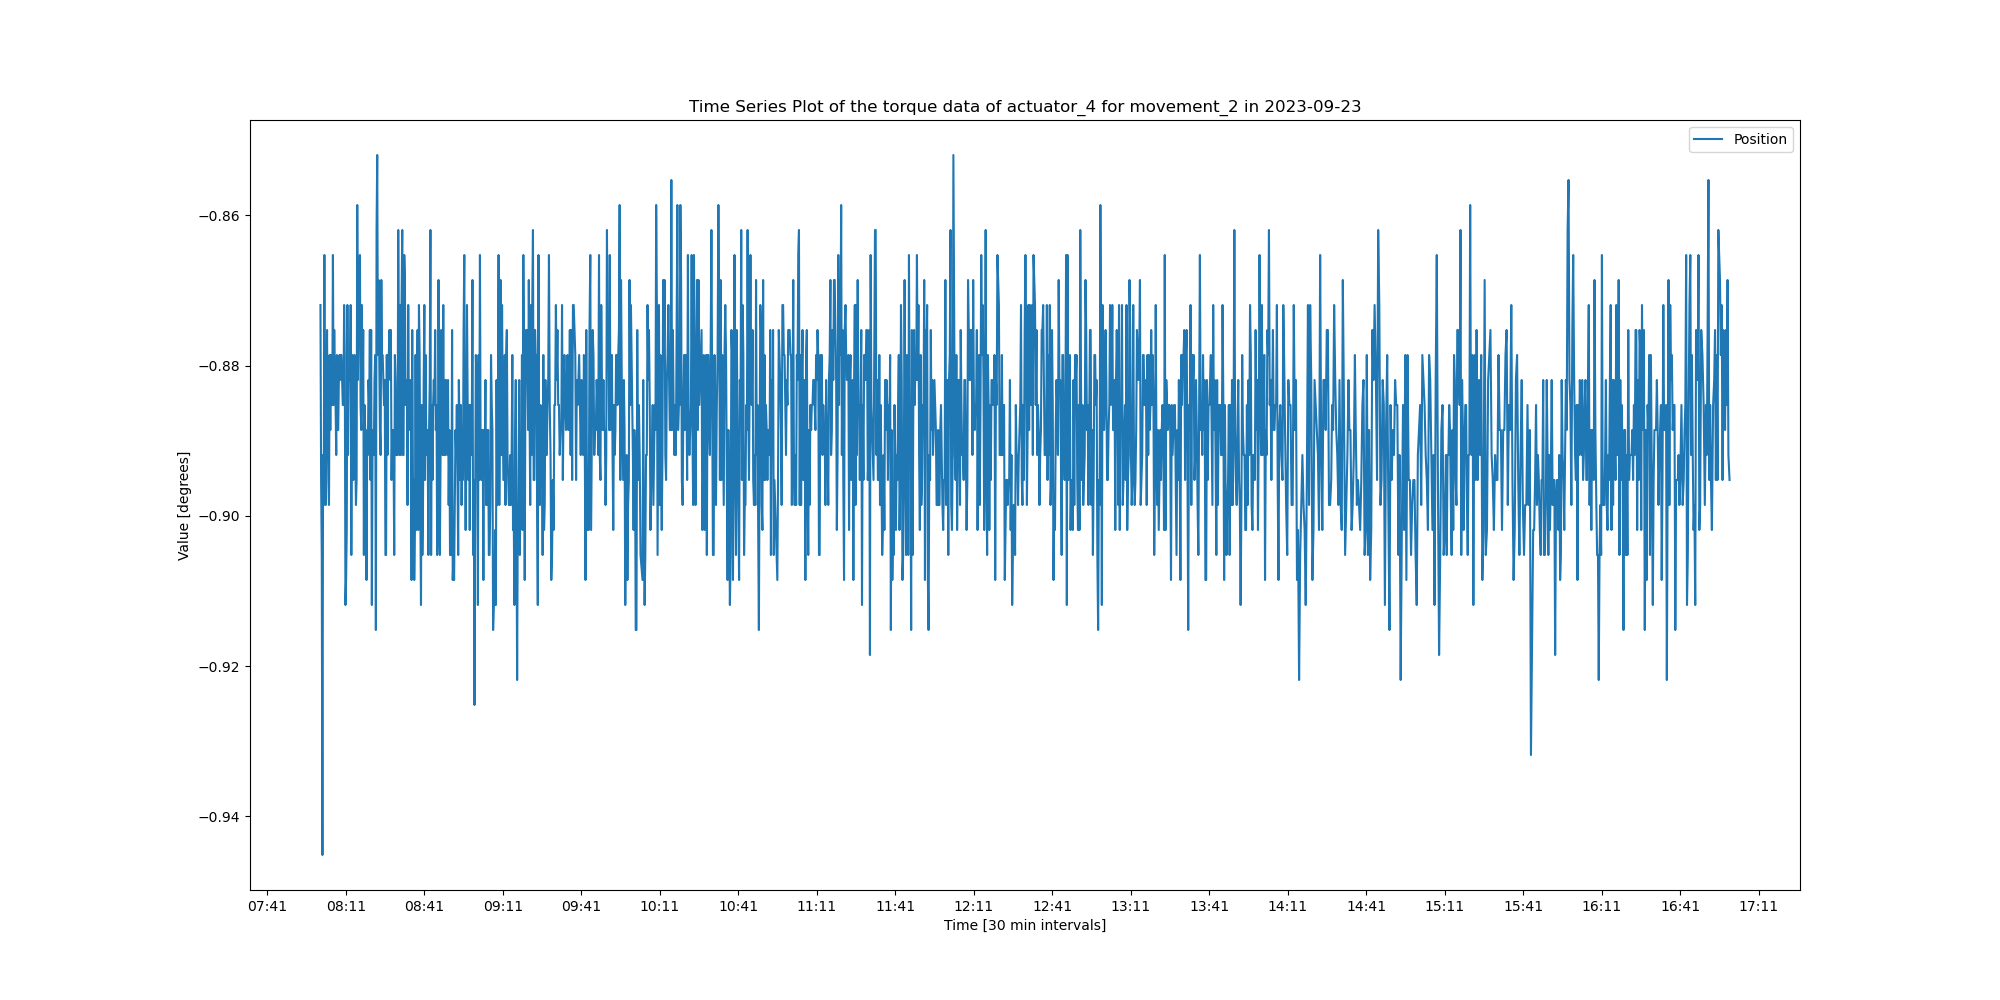 Time Series Plot of the torque data of actuator_4 for movement_2 in 2023-09-23
Position
−0.86
−0.88
−0.90
−0.92
−0.94
Value [degrees]
07:41 08:11 08:41 09:11 09:41 10:11 10:41 11:11 11:41 12:11 12:41 13:11 13:41 14:11 14:41 15:11 15:41 16:11 16:41 17:11
Time [30 min intervals]